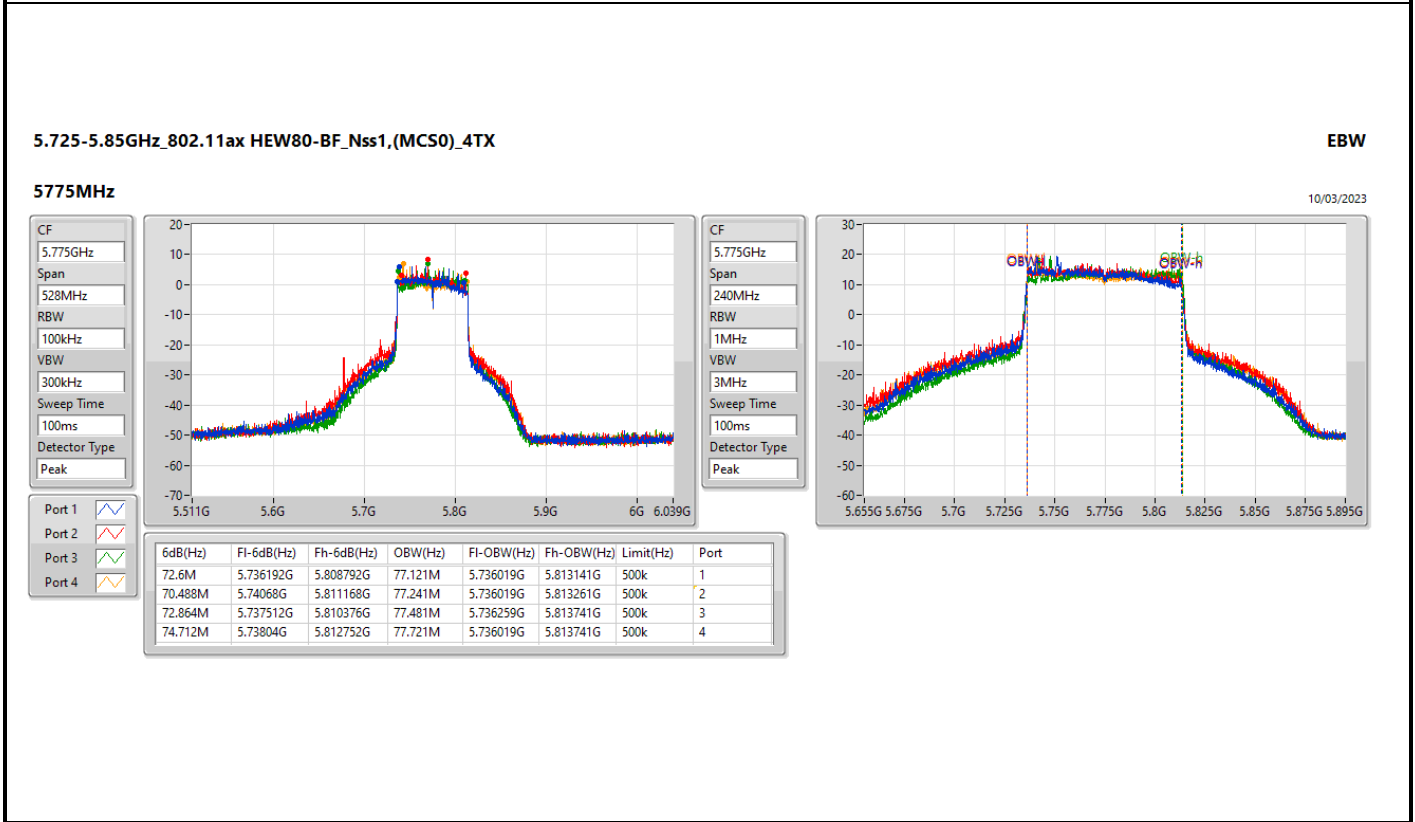 5.725-5.85GHz_802.11ax HEW80-BF_Nss1,(MCS0)_4TX
EBW
5775MHz
10/03/2023
CF
5.775GHz
Span
528MHz
RBW
100kHz
VBW
300kHz
Sweep Time
100ms
Detector Type
Peak
Port 1
Port 2
Port 3
Port 4
20
10
0
-10
-20
-30
-40
-50
-60
-70
5.511G 5.6G 5.7G 5.8G 5.9G 6G 6.039G
CF
5.775GHz
Span
240MHz
RBW
1MHz
VBW
3MHz
Sweep Time
100ms
Detector Type
Peak
30
20
10
0
-10
-20
-30
-40
-50
-60
OBW-h
5.655G 5.675G 5.7G 5.725G 5.75G 5.775G 5.8G 5.825G 5.85G 5.875G 5.895G
6dB(Hz) Fl-6dB(Hz) Fh-6dB(Hz) OBW(Hz) Fl-OBW(Hz) Fh-OBW(Hz) Limit(Hz) Port
72.6M 5.736192G 5.808792G 77.121M 5.736019G 5.813141G 500k 1
70.488M 5.74068G 5.811168G 77.241M 5.736019G 5.813261G 500k 2
72.864M 5.737512G 5.810376G 77.481M 5.736259G 5.813741G 500k 3
74.712M 5.73804G 5.812752G 77.721M 5.736019G 5.813741G 500k 4